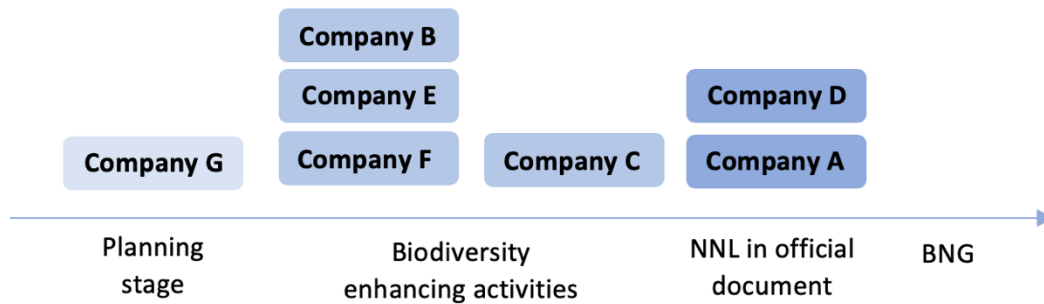 Company B
Company E
Company D
Company G
Company F
Company C
Company A
Planning
stage
Biodiversity
enhancing activities
NNL in official
document
BNG